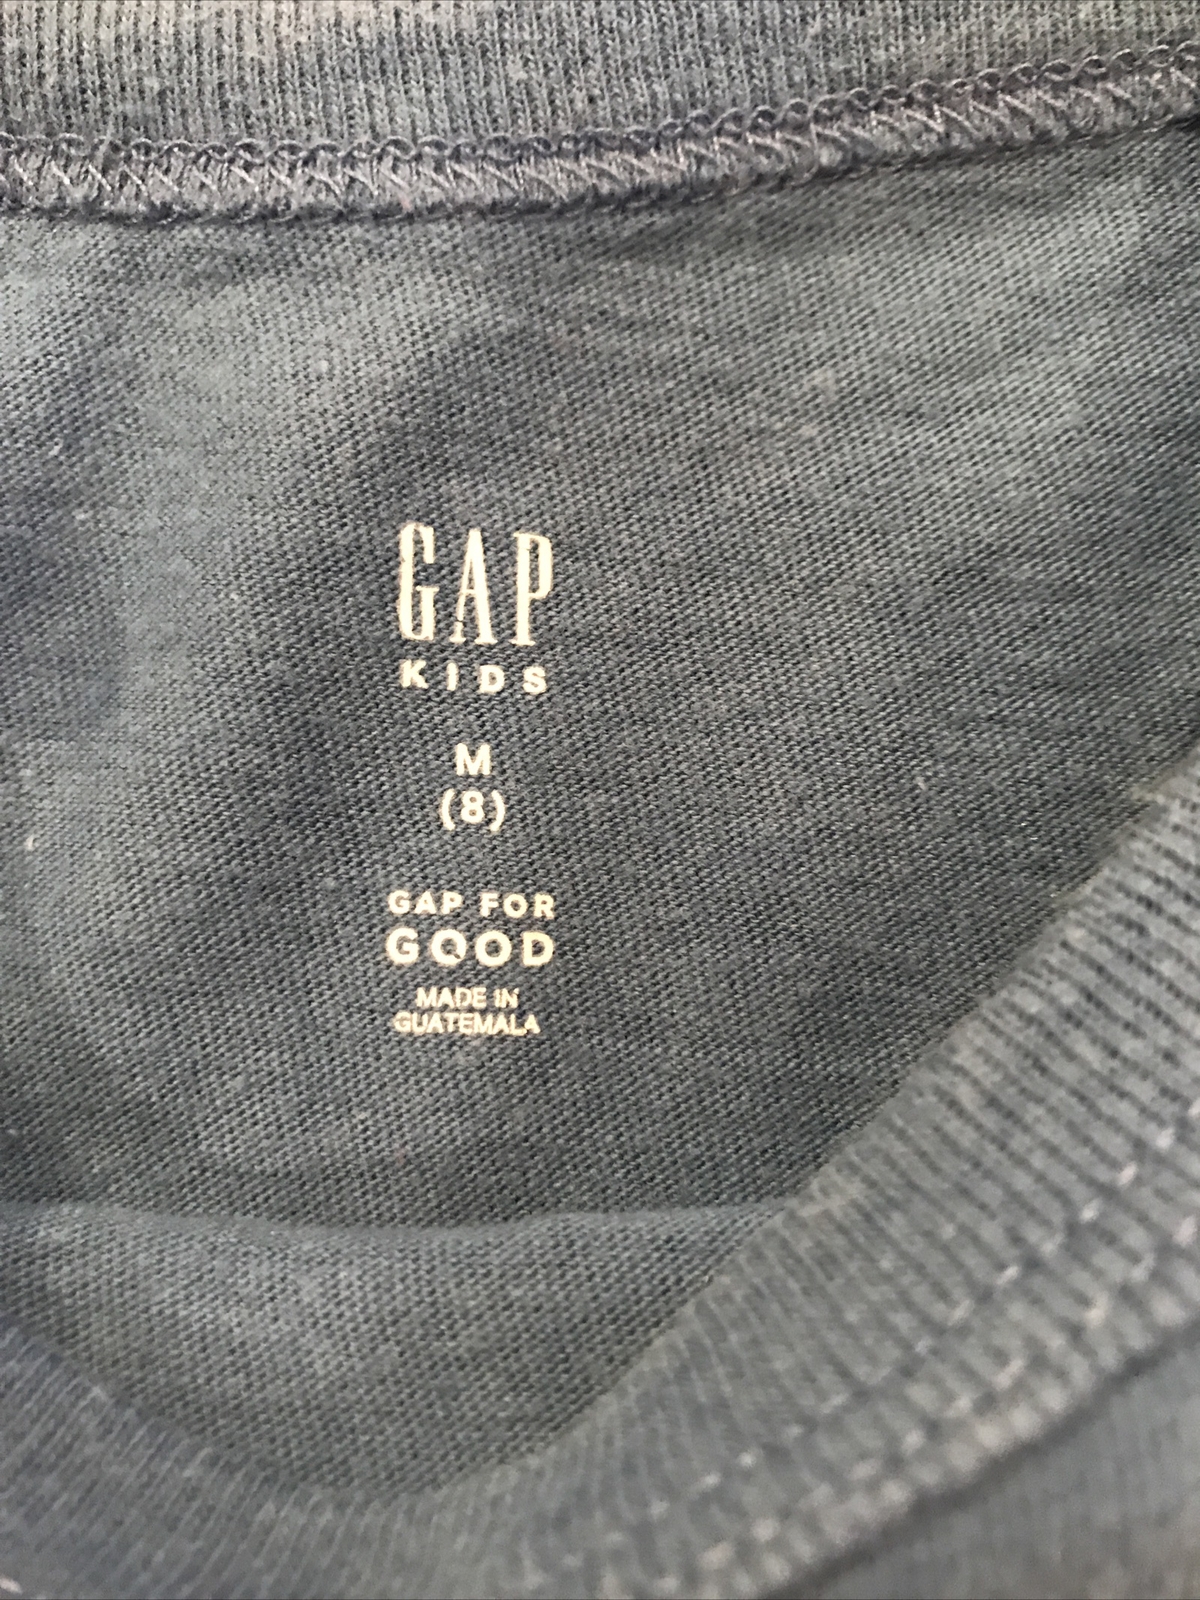 GAP
KIDS
M
(8)
GAP FOR
GOOD
MADE IN
GUATEMALA